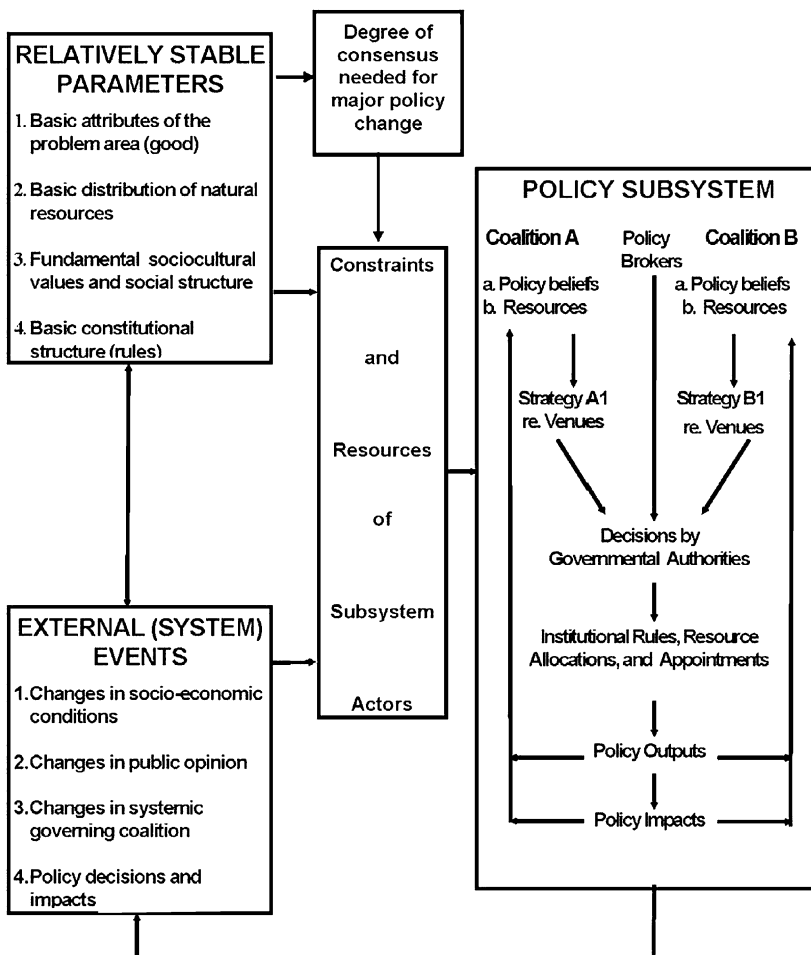 RELATIVELY STABLE
PARAMETERS
1. Basic attributes of the
problem area (good)
2. Basic distribution of natural
resources
3. Fundamental sociocultural
values and social structure
4. Basic constitutional
structure (rules)
Degree of
consensus
needed for
major policy
change
Constraints
and
Resources
of
Subsystem
Actors
EXTERNAL (SYSTEM)
EVENTS
1. Changes in socio-economic
conditions
2. Changes in public opinion
3. Changes in systemic
governing coalition
4. Policy decisions and
impacts
POLICY SUBSYSTEM
Coalition A
a. Policy beliefs
b. Resources
Strategy A1
re. Venues
Policy
Brokers
Coalition B
a. Policy beliefs
b. Resources
Strategy B1
re. Venues
Decisions by
Governmental Authorities
Institutional Rules, Resource
Allocations, and Appointments
Policy Outputs
Policy Impacts